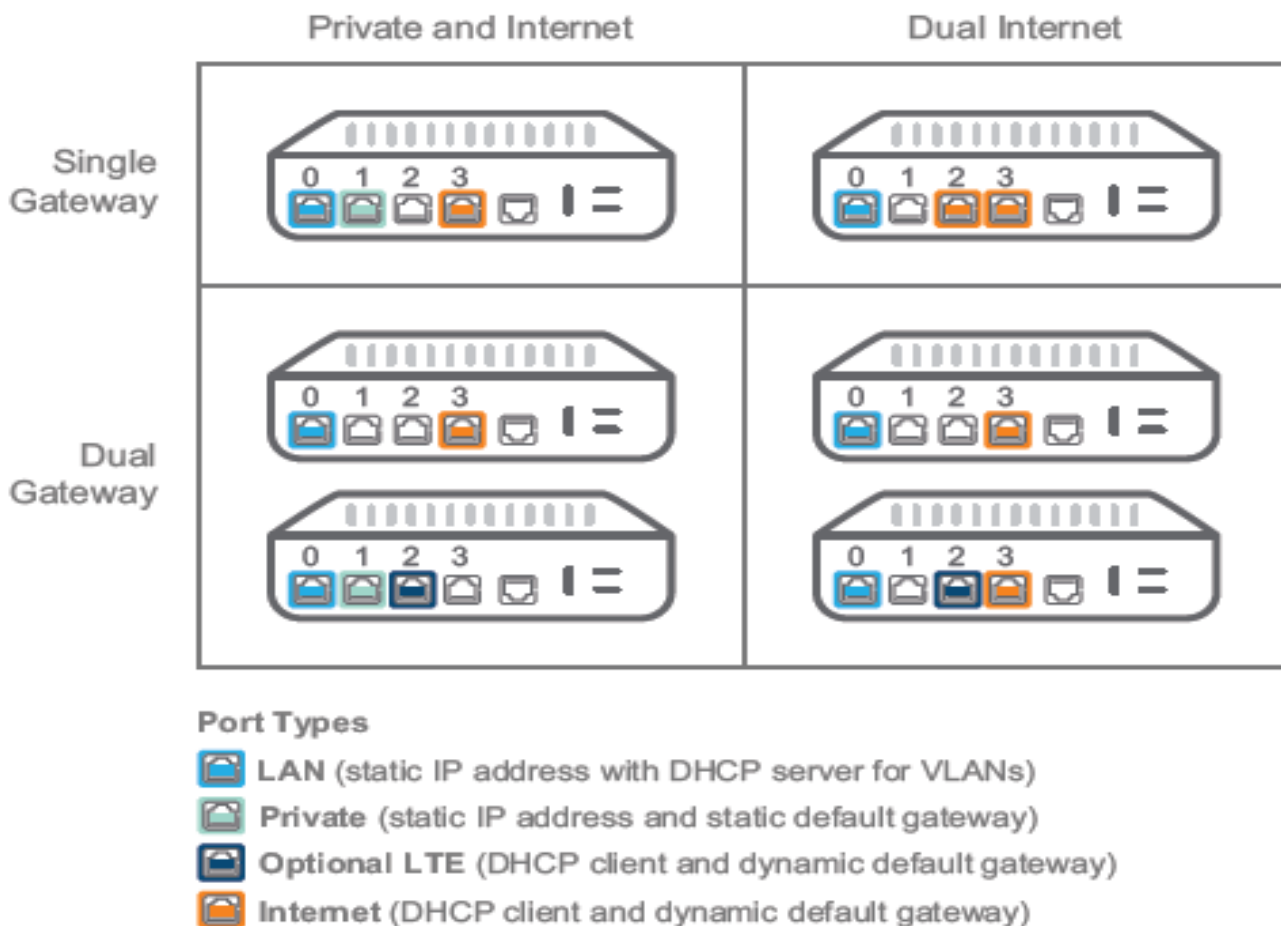 Private and Internet
Dual Internet
Single
Gateway
0 1 2 3
0 1 2 3
Dual
Gateway
0 1 2 3
0 1 2 3
0 1 2 3
0 1 2 3
Port Types
LAN (static IP address with DHCP server for VLANs)
Private (static IP address and static default gateway)
Optional LTE (DHCP client and dynamic default gateway)
Internet (DHCP client and dynamic default gateway)